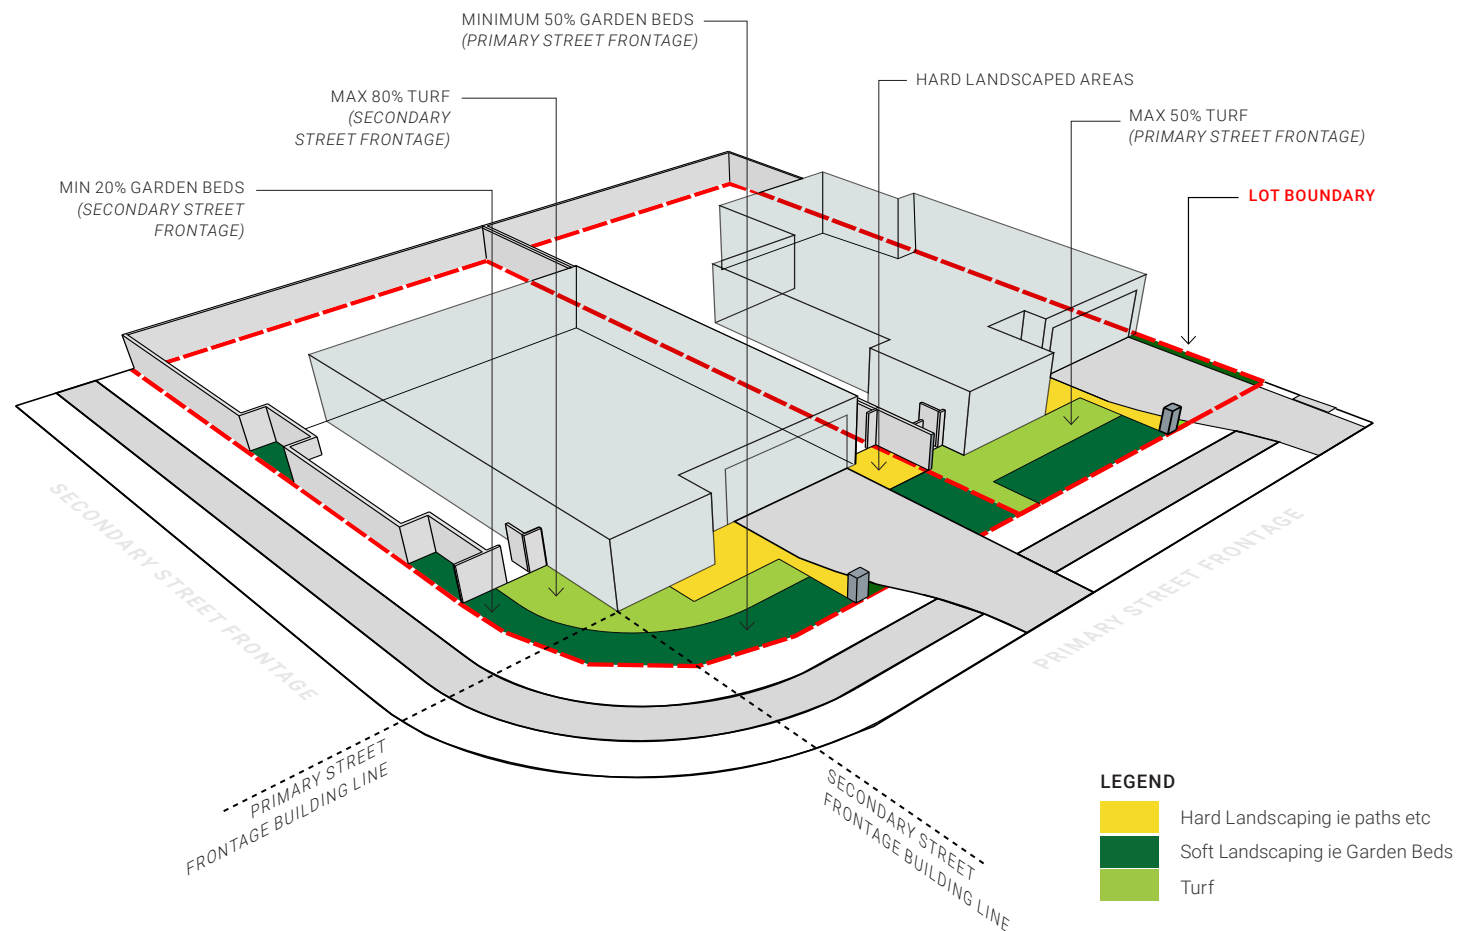 MINIMUM 50% GARDEN BEDS
(PRIMARY STREET FRONTAGE)
HARD LANDSCAPED AREAS
MAX 80% TURF
(SECONDARY
STREET FRONTAGE)
MAX 50% TURF
(PRIMARY STREET FRONTAGE)
MIN 20% GARDEN BEDS
(SECONDARY STREET
FRONTAGE)
LOT BOUNDARY
SECONDARY STREET FRONTAGE
PRIMARY STREET FRONTAGE
PRIMARY STREET
FRONTAGE BUILDING LINE
SECONDARY STREET
FRONTAGE BUILDING LINE
LEGEND
Hard Landscaping ie paths etc
Soft Landscaping ie Garden Beds
Turf